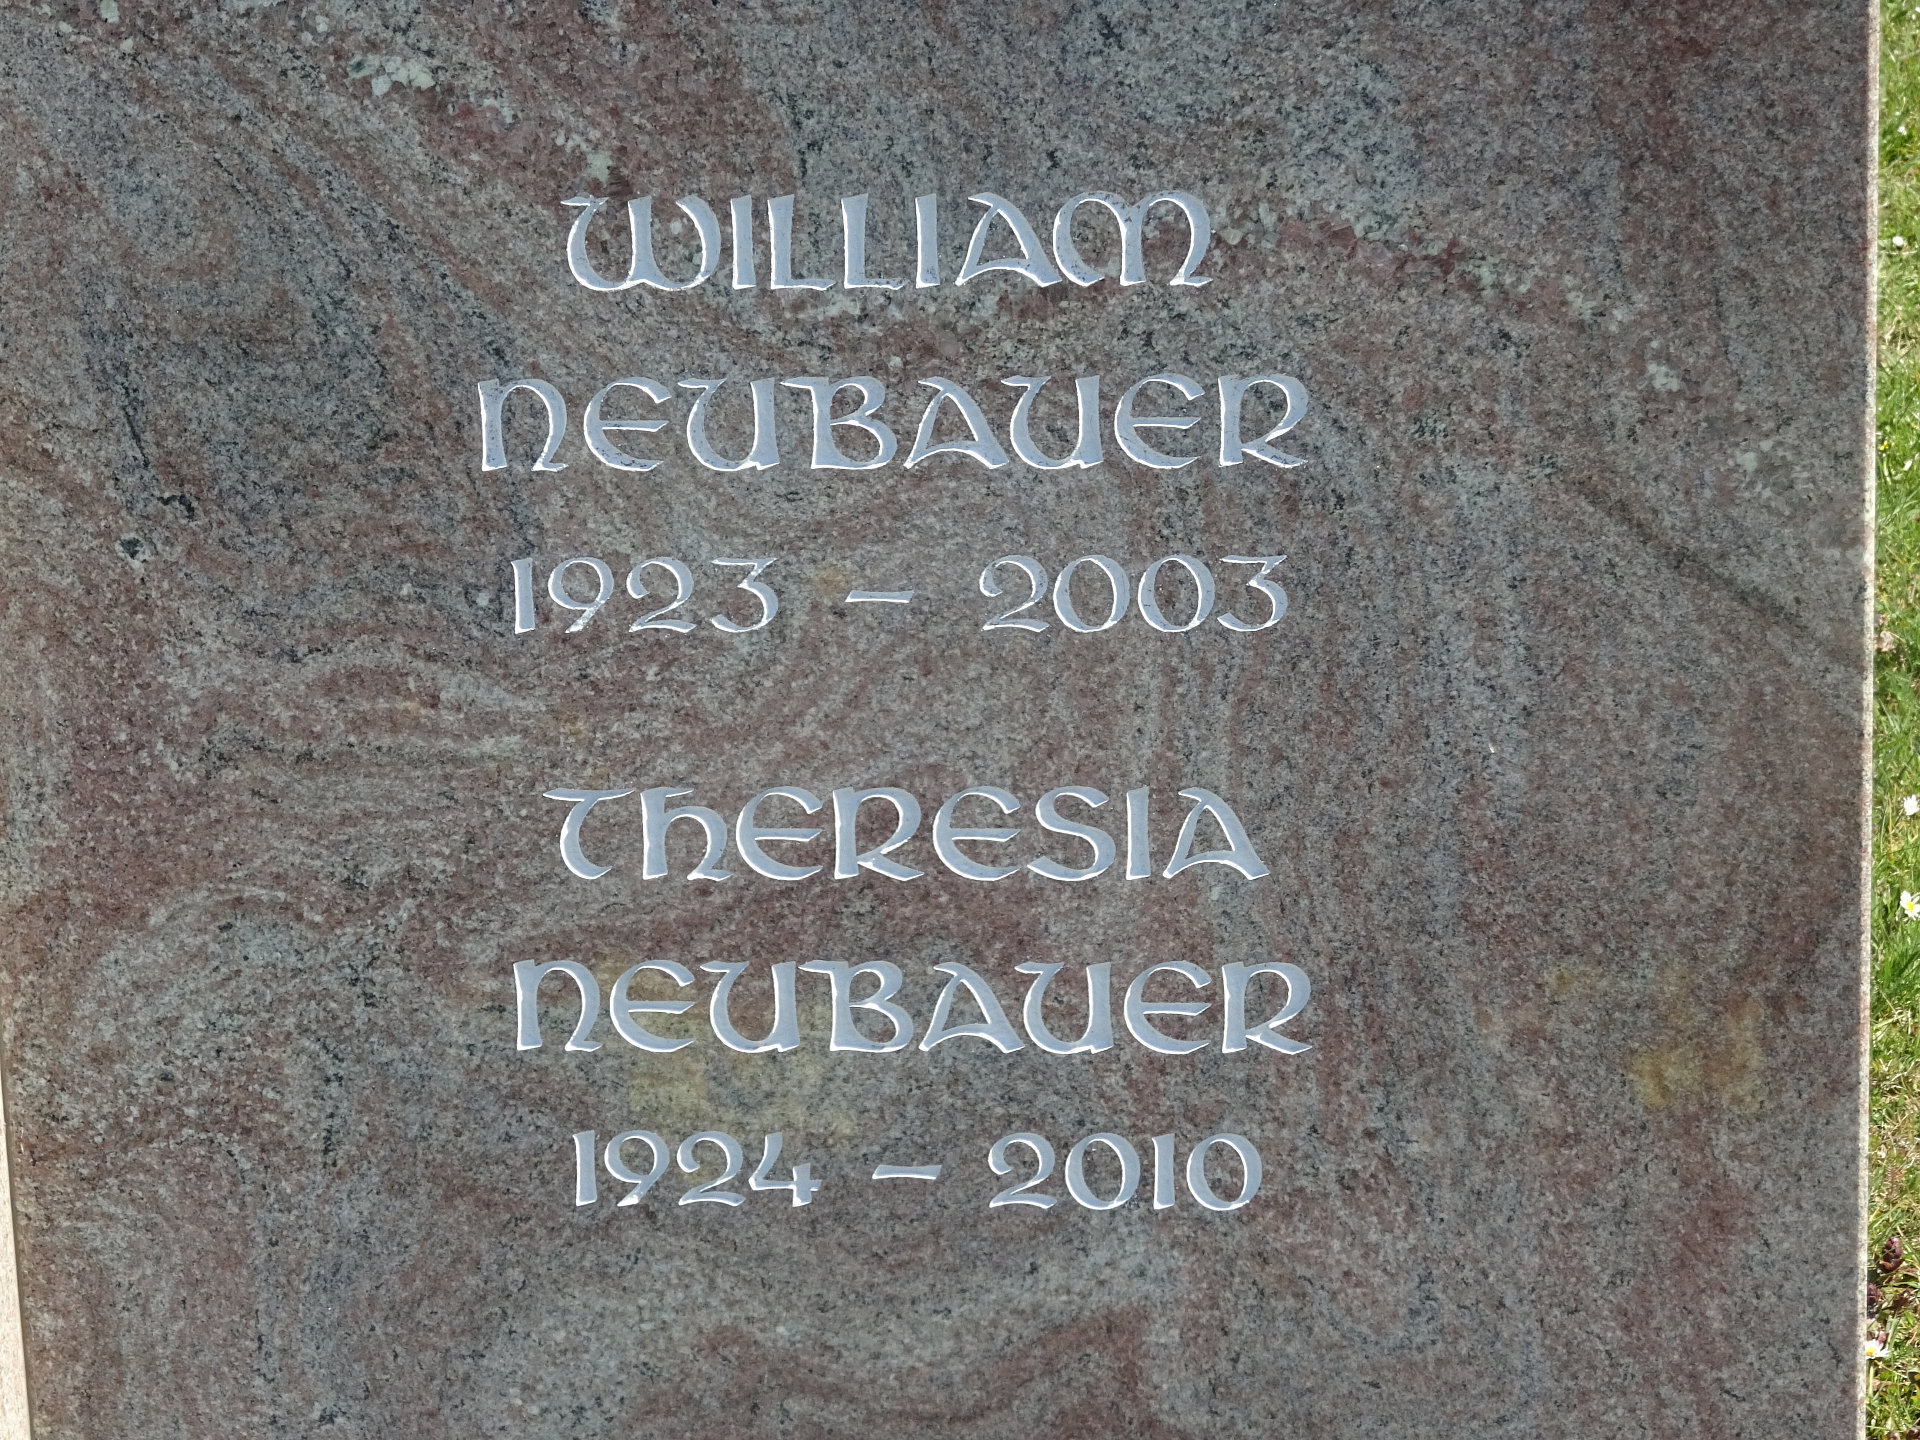 WILLIAM
NEUBAUER
1923 – 2003
THERESIA
NEUBAUER
1924 – 2010